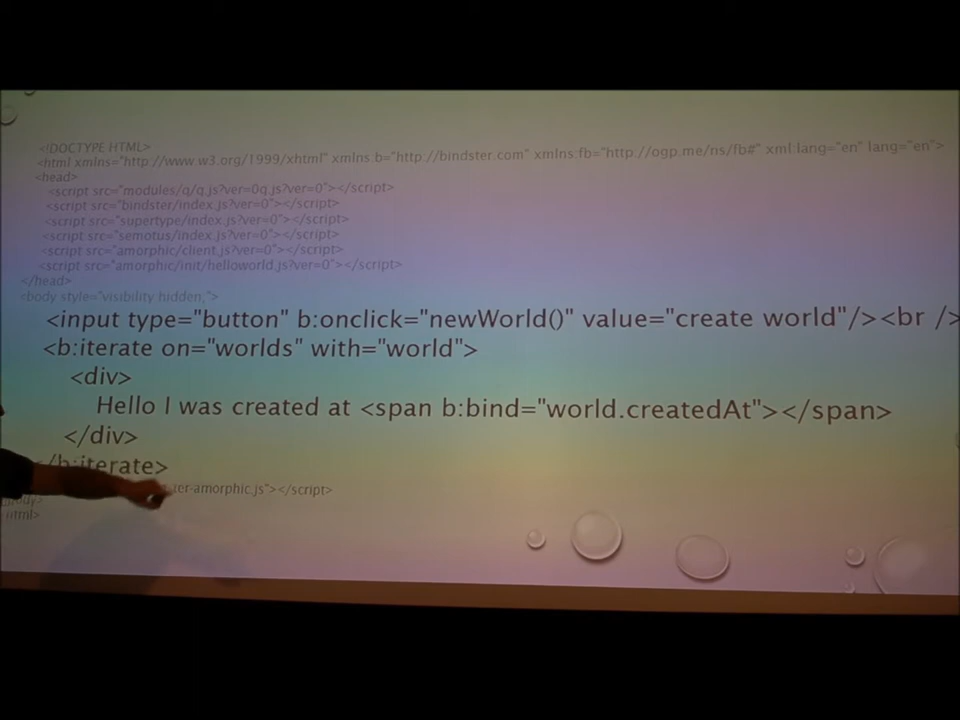 <!DOCTYPE HTML>
<html xmlns="http://www.w3.org/1999/xhtml" xmlns:b="http://bindster.com" xmlns:fb="http://ogp.me/ns/fb#" xml:lang="en" lang="en">
<head>
<script src="modules/q/q.js?ver=0q.js?ver=0"></script>
<script src="bindster/index.js?ver=0"></script>
<script src="supertype/index.js?ver=0"></script>
<script src="semotus/index.js?ver=0"></script>
<script src="amorphic/client.js?ver=0"></script>
<script src="amorphic/init/helloworld.js?ver=0"></script>
</head>
<body style="visibility hidden;">
<input type="button" b:onclick="newWorld()" value="create world"/><br />
<b:iterate on="worlds" with="world">
<div>
Hello I was created at <span b:bind="world.createdAt"></span>
</div>
/b:iterate>
ter-amorphic.js"></script>
html>